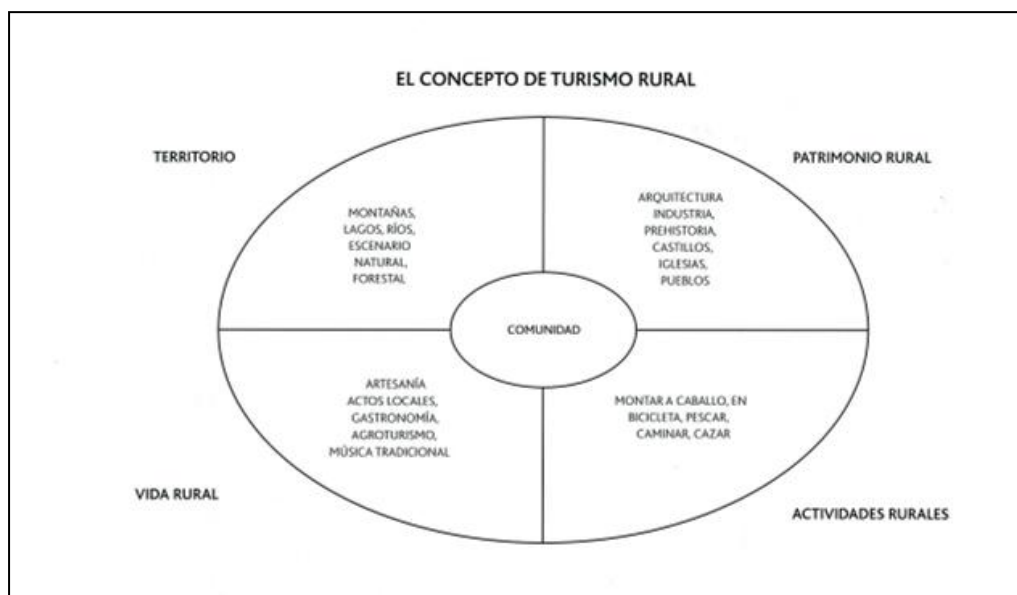 EL CONCEPTO DE TURISMO RURAL
TERRITORIO
PATRIMONIO RURAL
MONTAÑAS,
LAGOS, RÍOS,
ESCENARIO
NATURAL,
FORESTAL
ARQUITECTURA
INDUSTRIA,
PREHISTORIA,
CASTILLOS,
IGLESIAS,
PUEBLOS
COMUNIDAD
ARTESANÍA
ACTOS LOCALES,
GASTRONOMÍA,
AGROTURISMO,
MÚSICA TRADICIONAL
MONTAR A CABALLO, EN
BICICLETA, PESCAR,
CAMINAR, CAZAR
VIDA RURAL
ACTIVIDADES RURALES